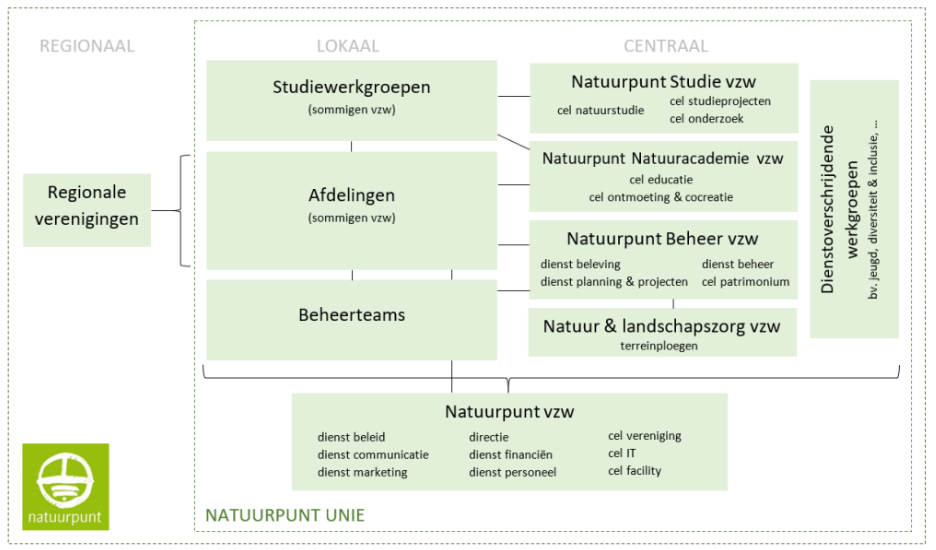 REGIONAAL
LOKAAL
CENTRAAL
Regionale
verenigingen
Studiewerkgroepen
(sommigen vzw)
Afdelingen
(sommigen vzw)
Beheerteams
Natuurpunt Studie vzw
cel natuurstudie
cel studieprojecten
cel onderzoek
Natuurpunt Natuuracademie vzw
cel educatie
cel ontmoeting & cocreatie
Natuurpunt Beheer vzw
dienst beleving
dienst beheer
dienst planning & projecten
cel patrimonium
Natuur & landschapszorg vzw
terreinploegen
Dienstoverschrijdende
werkgroepen
bv. jeugd, diversiteit & inclusie, ...
Natuurpunt vzw
dienst beleid
dienst communicatie
dienst marketing
directie
dienst financiën
dienst personeel
cel vereniging
cel IT
cel facility
natuurpunt
NATUURPUNT UNIE